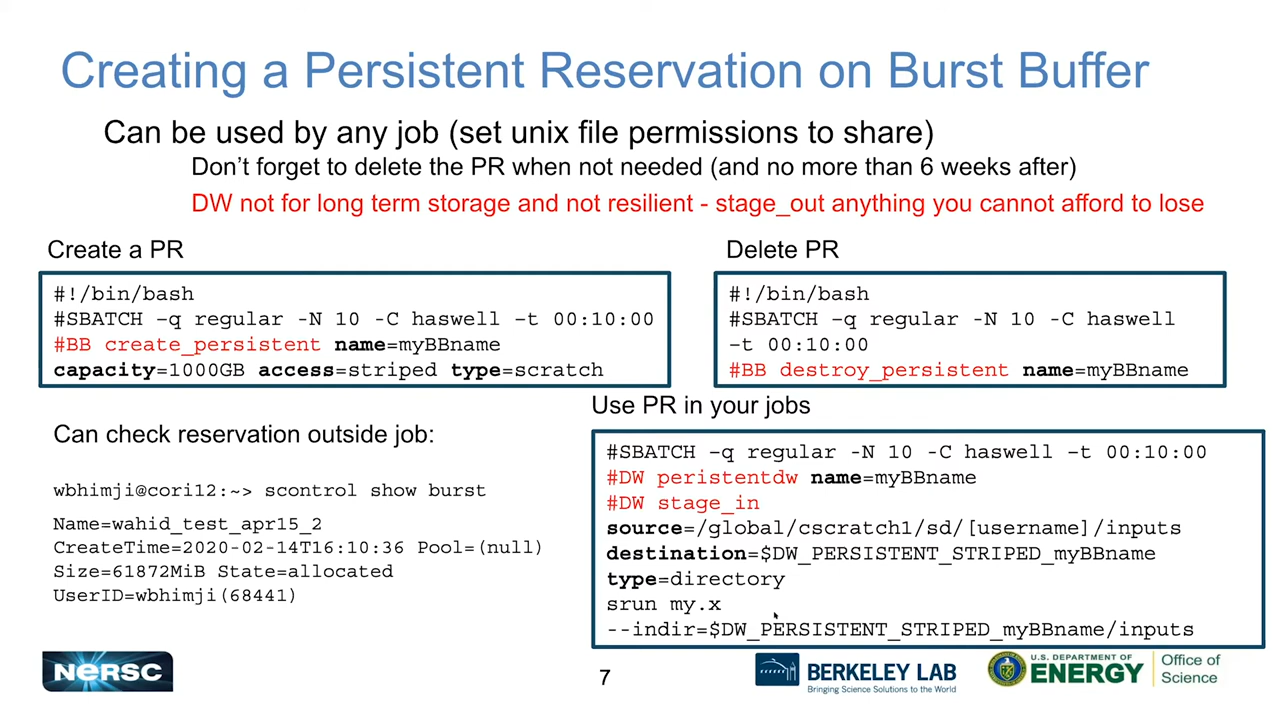 Creating a Persistent Reservation on Burst Buffer
Can be used by any job (set unix file permissions to share)
Don't forget to delete the PR when not needed (and no more than 6 weeks after)
DW not for long term storage and not resilient - stage_out anything you cannot afford to lose
Create a PR
#!/bin/bash
#SBATCH –q regular -N 10 -C haswell –t 00:10:00
#BB create_persistent name=myBBname
capacity=1000GB access=striped type=scratch
Delete PR
#!/bin/bash
#SBATCH –q regular -N 10 -C haswell
–t 00:10:00
#BB destroy_persistent name=myBBname
Can check reservation outside job:
wbhimji@cori12:~> scontrol show burst
Name=wahid_test_apr15_2
CreateTime=2020-02-14T16:10:36 Pool=(null)
Size=61872MiB State=allocated
UserID=wbhimji(68441)
Use PR in your jobs
#SBATCH –q regular -N 10 -C haswell –t 00:10:00
#DW peristentdw name=myBBname
#DW stage_in
source=/global/cscratch1/sd/[username]/inputs
destination=$DW_PERSISTENT_STRIPED_myBBname
type=directory
srun my.x
--indir=$DW_PERSISTENT_STRIPED_myBBname/inputs
NERSC
7
BERKELEY LAB
Bringing Science Solutions to the World
U.S. DEPARTMENT OF
ENERGY
Office of
Science